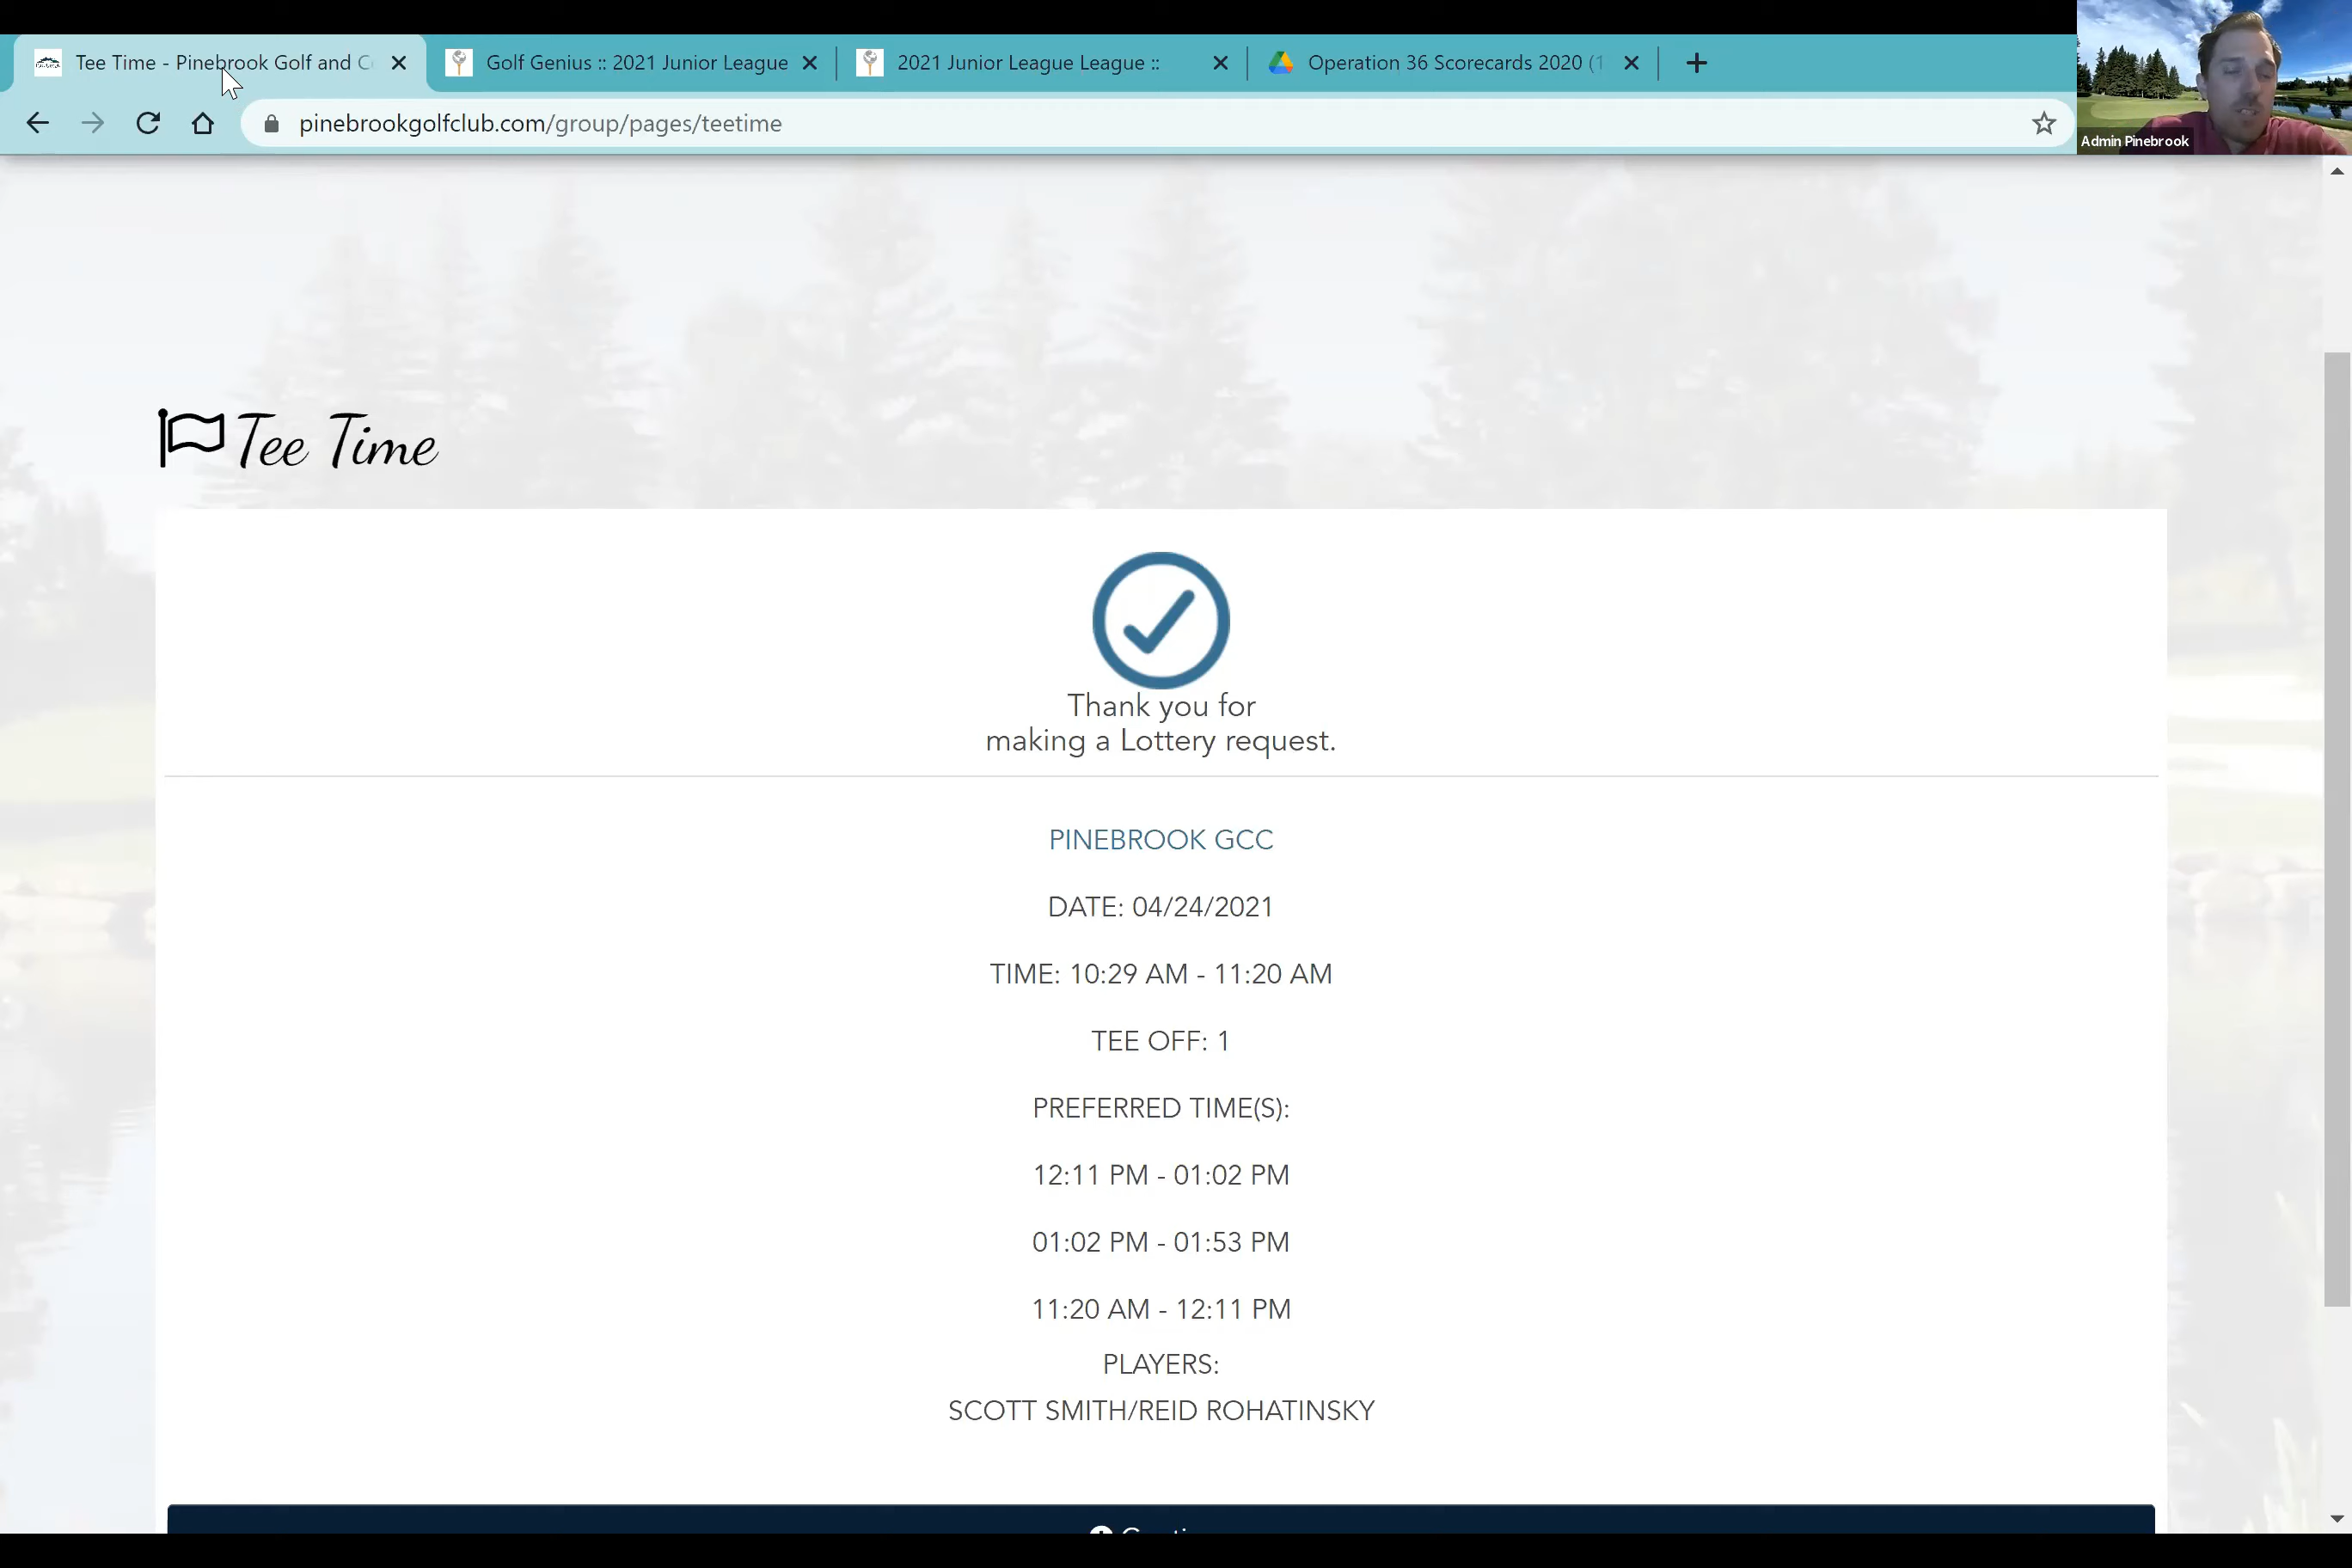 Tee Time - Pinebrook Golf and C
Golf Genius :: 2021 Junior League
2021 Junior League League ::
Operation 36 Scorecards 2020 (1
pinebrookgolfclub.com/group/pages/teetime
Admin Pinebrook
Tee Time
Thank you for
making a Lottery request.
PINEBROOK GCC
DATE: 04/24/2021
TIME: 10:29 AM - 11:20 AM
TEE OFF: 1
PREFERRED TIME(S):
12:11 PM - 01:02 PM
01:02 PM - 01:53 PM
11:20 AM - 12:11 PM
PLAYERS:
SCOTT SMITH/REID ROHATINSKY